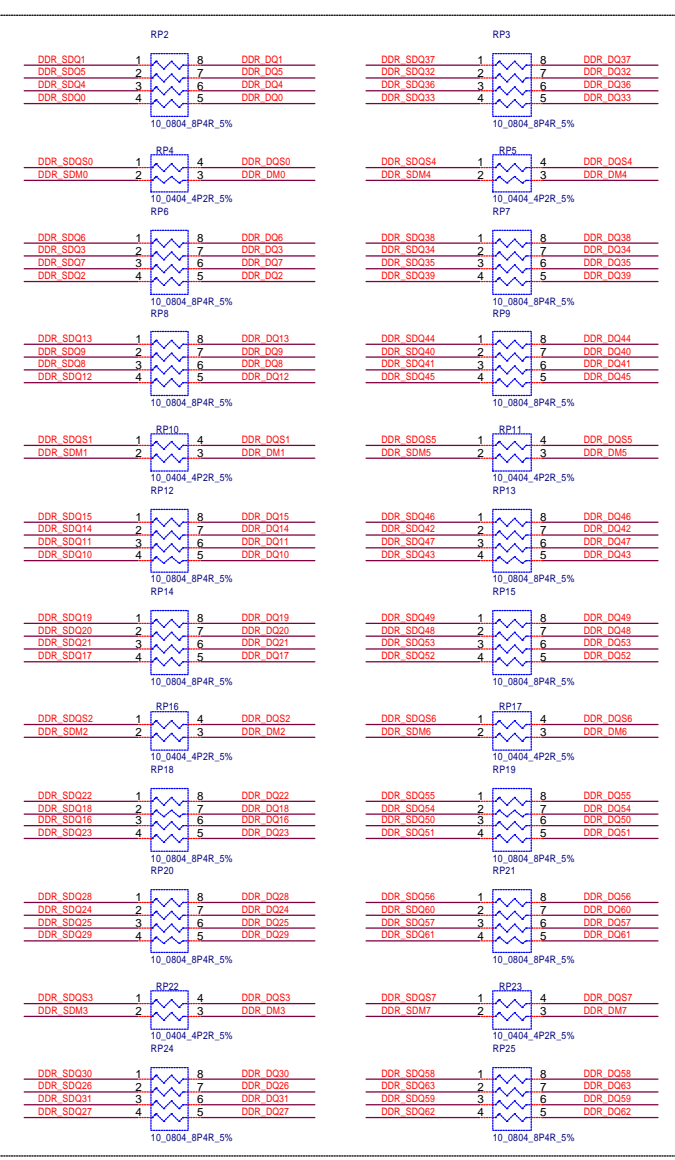 RP2 RP3
DDR_SDQ1 1 8 DDR_DQ1 DDR_SDQ37 1 8 DDR_DQ37
DDR_SDQ5 2 7 DDR_DQ5 DDR_SDQ32 2 7 DDR_DQ32
DDR_SDQ4 3 6 DDR_DQ4 DDR_SDQ36 3 6 DDR_DQ36
DDR_SDQ0 4 5 DDR_DQ0 DDR_SDQ33 4 5 DDR_DQ33
10_0804_8P4R_5% 10_0804_8P4R_5%
RP4 RP5
DDR_SDQS0 1 4 DDR_DQS0 DDR_SDQS4 1 4 DDR_DQS4
DDR_SDM0 2 3 DDR_DM0 DDR_SDM4 2 3 DDR_DM4
10_0404_4P2R_5% 10_0404_4P2R_5%
RP6 RP7
DDR_SDQ6 1 8 DDR_DQ6 DDR_SDQ38 1 8 DDR_DQ38
DDR_SDQ3 2 7 DDR_DQ3 DDR_SDQ34 2 7 DDR_DQ34
DDR_SDQ7 3 6 DDR_DQ7 DDR_SDQ35 3 6 DDR_DQ35
DDR_SDQ2 4 5 DDR_DQ2 DDR_SDQ39 4 5 DDR_DQ39
10_0804_8P4R_5% 10_0804_8P4R_5%
RP8 RP9
DDR_SDQ13 1 8 DDR_DQ13 DDR_SDQ44 1 8 DDR_DQ44
DDR_SDQ9 2 7 DDR_DQ9 DDR_SDQ40 2 7 DDR_DQ40
DDR_SDQ8 3 6 DDR_DQ8 DDR_SDQ41 3 6 DDR_DQ41
DDR_SDQ12 4 5 DDR_DQ12 DDR_SDQ45 4 5 DDR_DQ45
10_0804_8P4R_5% 10_0804_8P4R_5%
RP10 RP11
DDR_SDQS1 1 4 DDR_DQS1 DDR_SDQS5 1 4 DDR_DQS5
DDR_SDM1 2 3 DDR_DM1 DDR_SDM5 2 3 DDR_DM5
10_0404_4P2R_5% 10_0404_4P2R_5%
RP12 RP13
DDR_SDQ15 1 8 DDR_DQ15 DDR_SDQ46 1 8 DDR_DQ46
DDR_SDQ14 2 7 DDR_DQ14 DDR_SDQ42 2 7 DDR_DQ42
DDR_SDQ11 3 6 DDR_DQ11 DDR_SDQ47 3 6 DDR_DQ47
DDR_SDQ10 4 5 DDR_DQ10 DDR_SDQ43 4 5 DDR_DQ43
10_0804_8P4R_5% 10_0804_8P4R_5%
RP14 RP15
DDR_SDQ19 1 8 DDR_DQ19 DDR_SDQ49 1 8 DDR_DQ49
DDR_SDQ20 2 7 DDR_DQ20 DDR_SDQ48 2 7 DDR_DQ48
DDR_SDQ21 3 6 DDR_DQ21 DDR_SDQ53 3 6 DDR_DQ53
DDR_SDQ17 4 5 DDR_DQ17 DDR_SDQ52 4 5 DDR_DQ52
10_0804_8P4R_5% 10_0804_8P4R_5%
RP16 RP17
DDR_SDQS2 1 4 DDR_DQS2 DDR_SDQS6 1 4 DDR_DQS6
DDR_SDM2 2 3 DDR_DM2 DDR_SDM6 2 3 DDR_DM6
10_0404_4P2R_5% 10_0404_4P2R_5%
RP18 RP19
DDR_SDQ22 1 8 DDR_DQ22 DDR_SDQ55 1 8 DDR_DQ55
DDR_SDQ18 2 7 DDR_DQ18 DDR_SDQ54 2 7 DDR_DQ54
DDR_SDQ16 3 6 DDR_DQ16 DDR_SDQ50 3 6 DDR_DQ50
DDR_SDQ23 4 5 DDR_DQ23 DDR_SDQ51 4 5 DDR_DQ51
10_0804_8P4R_5% 10_0804_8P4R_5%
RP20 RP21
DDR_SDQ28 1 8 DDR_DQ28 DDR_SDQ56 1 8 DDR_DQ56
DDR_SDQ24 2 7 DDR_DQ24 DDR_SDQ60 2 7 DDR_DQ60
DDR_SDQ25 3 6 DDR_DQ25 DDR_SDQ57 3 6 DDR_DQ57
DDR_SDQ29 4 5 DDR_DQ29 DDR_SDQ61 4 5 DDR_DQ61
10_0804_8P4R_5% 10_0804_8P4R_5%
RP22 RP23
DDR_SDQS3 1 4 DDR_DQS3 DDR_SDQS7 1 4 DDR_DQS7
DDR_SDM3 2 3 DDR_DM3 DDR_SDM7 2 3 DDR_DM7
10_0404_4P2R_5% 10_0404_4P2R_5%
RP24 RP25
DDR_SDQ30 1 8 DDR_DQ30 DDR_SDQ58 1 8 DDR_DQ58
DDR_SDQ26 2 7 DDR_DQ26 DDR_SDQ63 2 7 DDR_DQ63
DDR_SDQ31 3 6 DDR_DQ31 DDR_SDQ59 3 6 DDR_DQ59
DDR_SDQ27 4 5 DDR_DQ27 DDR_SDQ62 4 5 DDR_DQ62
10_0804_8P4R_5% 10_0804_8P4R_5%